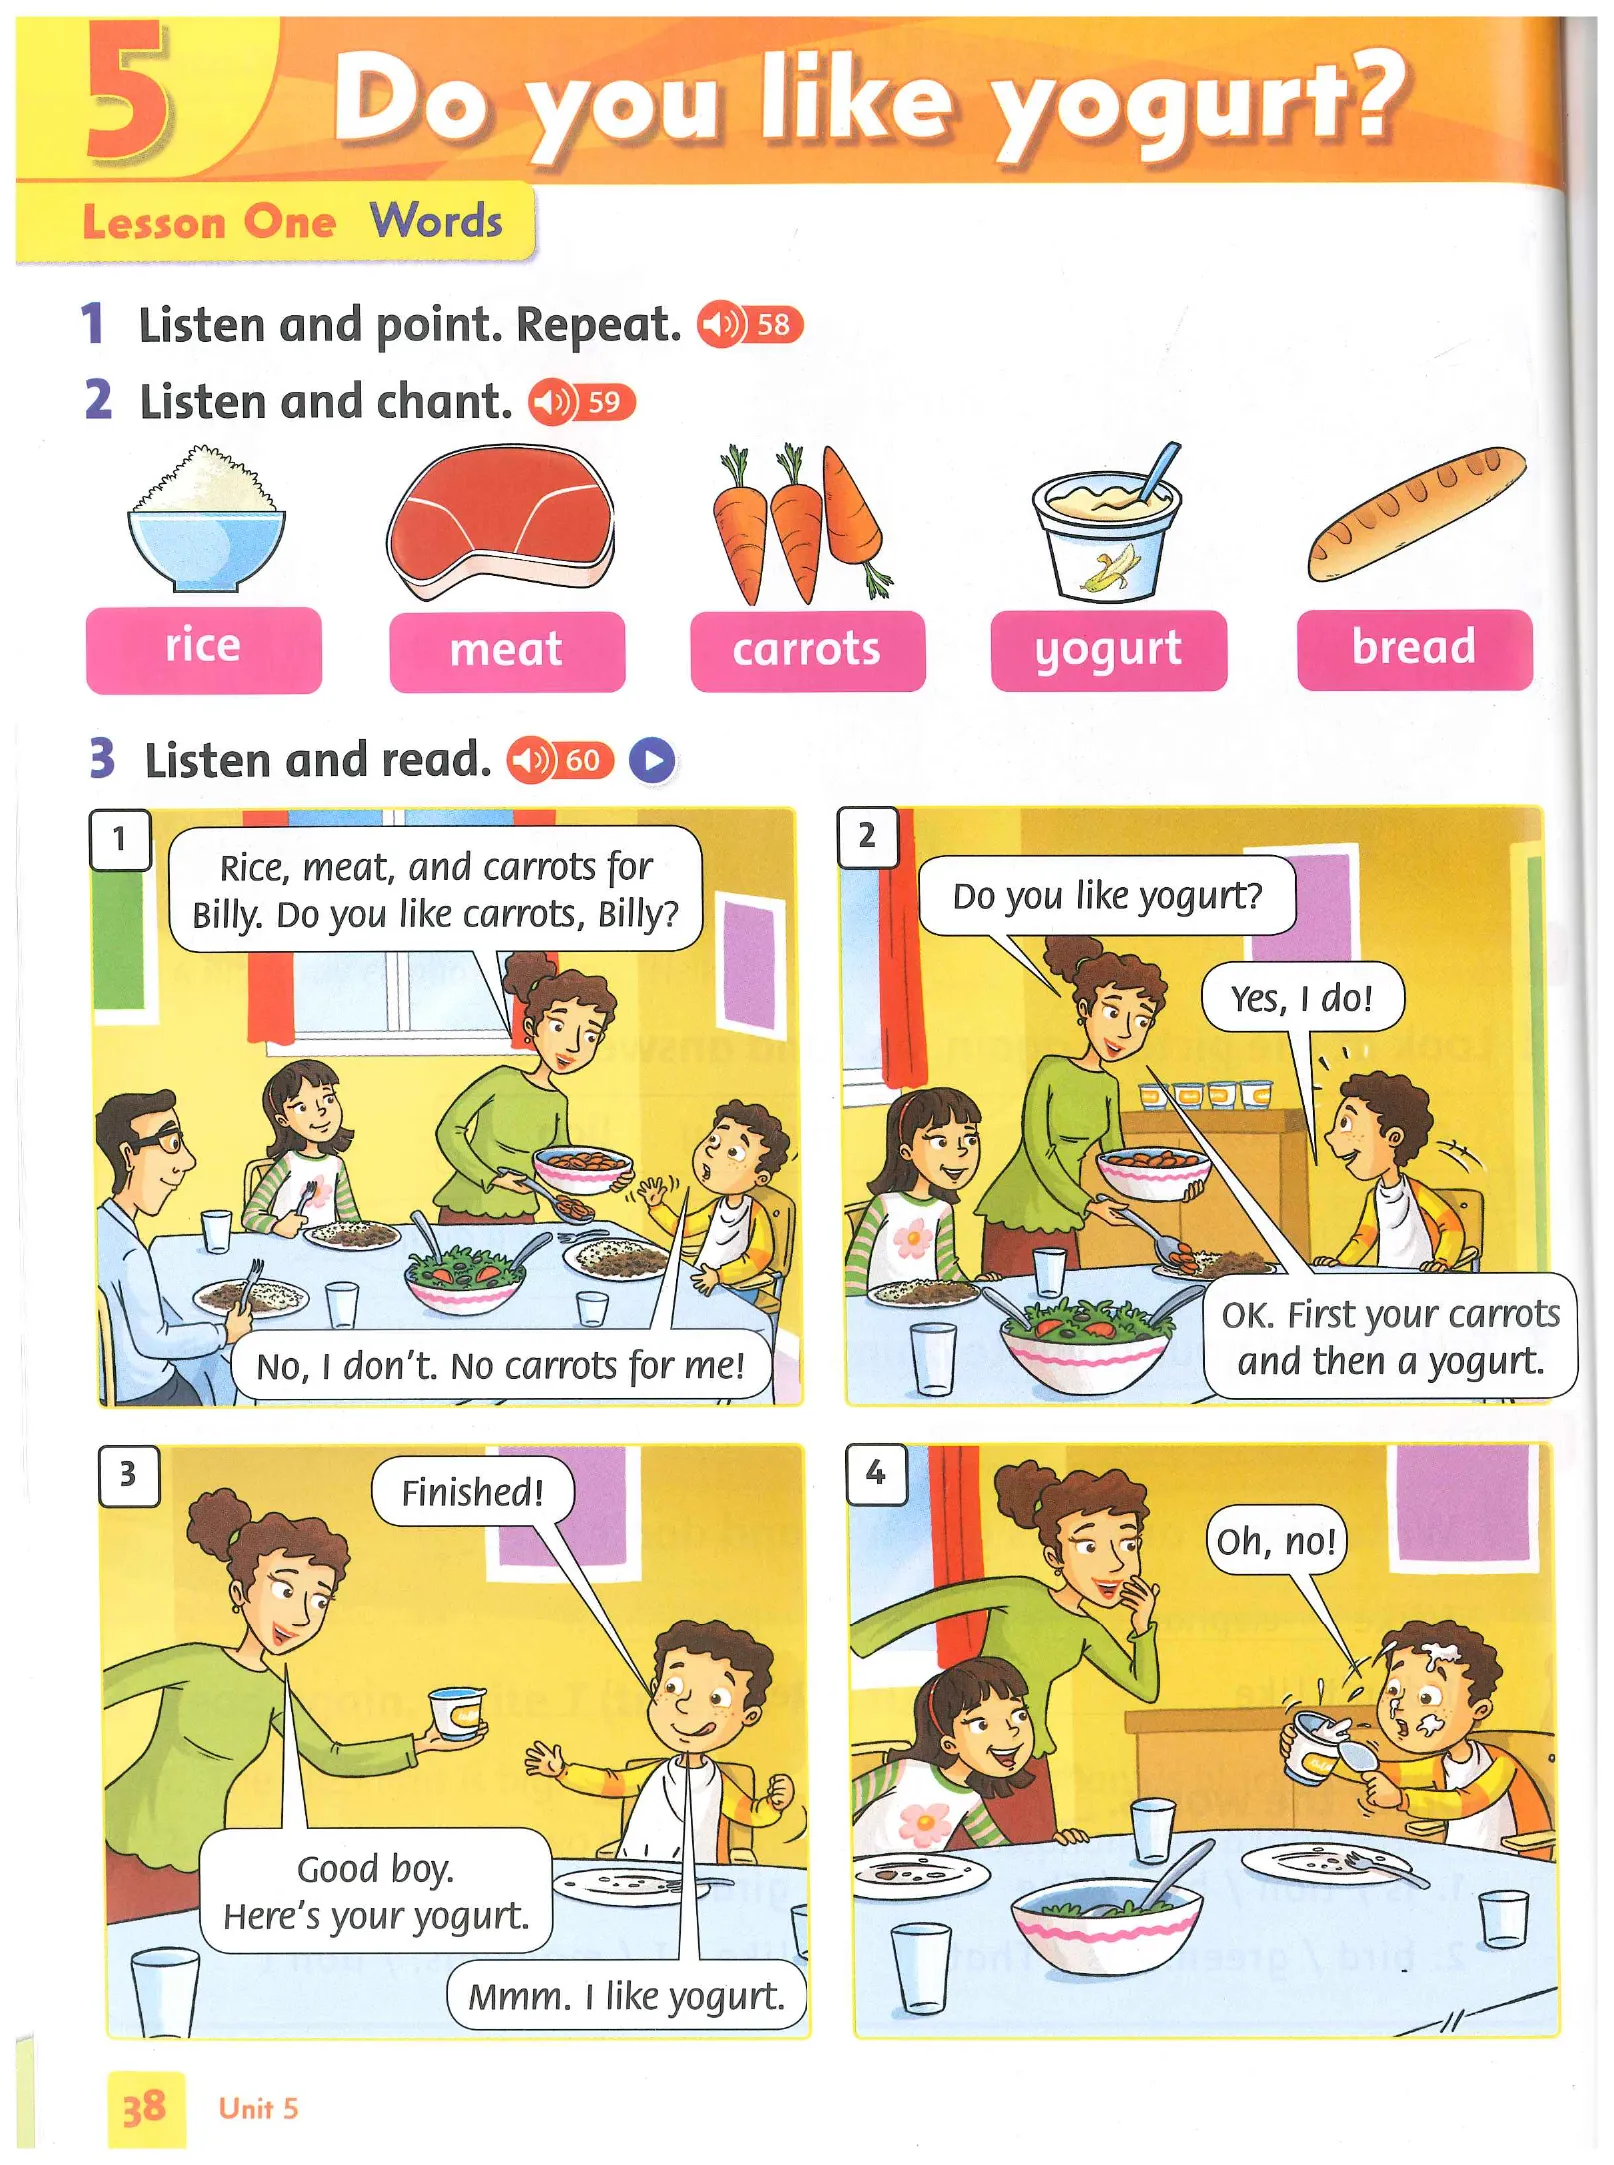 5
Do you like yogurt?
Lesson One Words
1 Listen and point. Repeat. 58
2 Listen and chant. 59
rice
meat
carrots
yogurt
bread
3 Listen and read. 60
1
Rice, meat, and carrots for
Billy. Do you like carrots, Billy?
No, I don't. No carrots for me!
2
Do you like yogurt?
Yes, I do!
OK. First your carrots
and then a yogurt.
3
Finished!
Good boy.
Here's your yogurt.
Mmm. I like yogurt.
4
Oh, no!
38 Unit 5